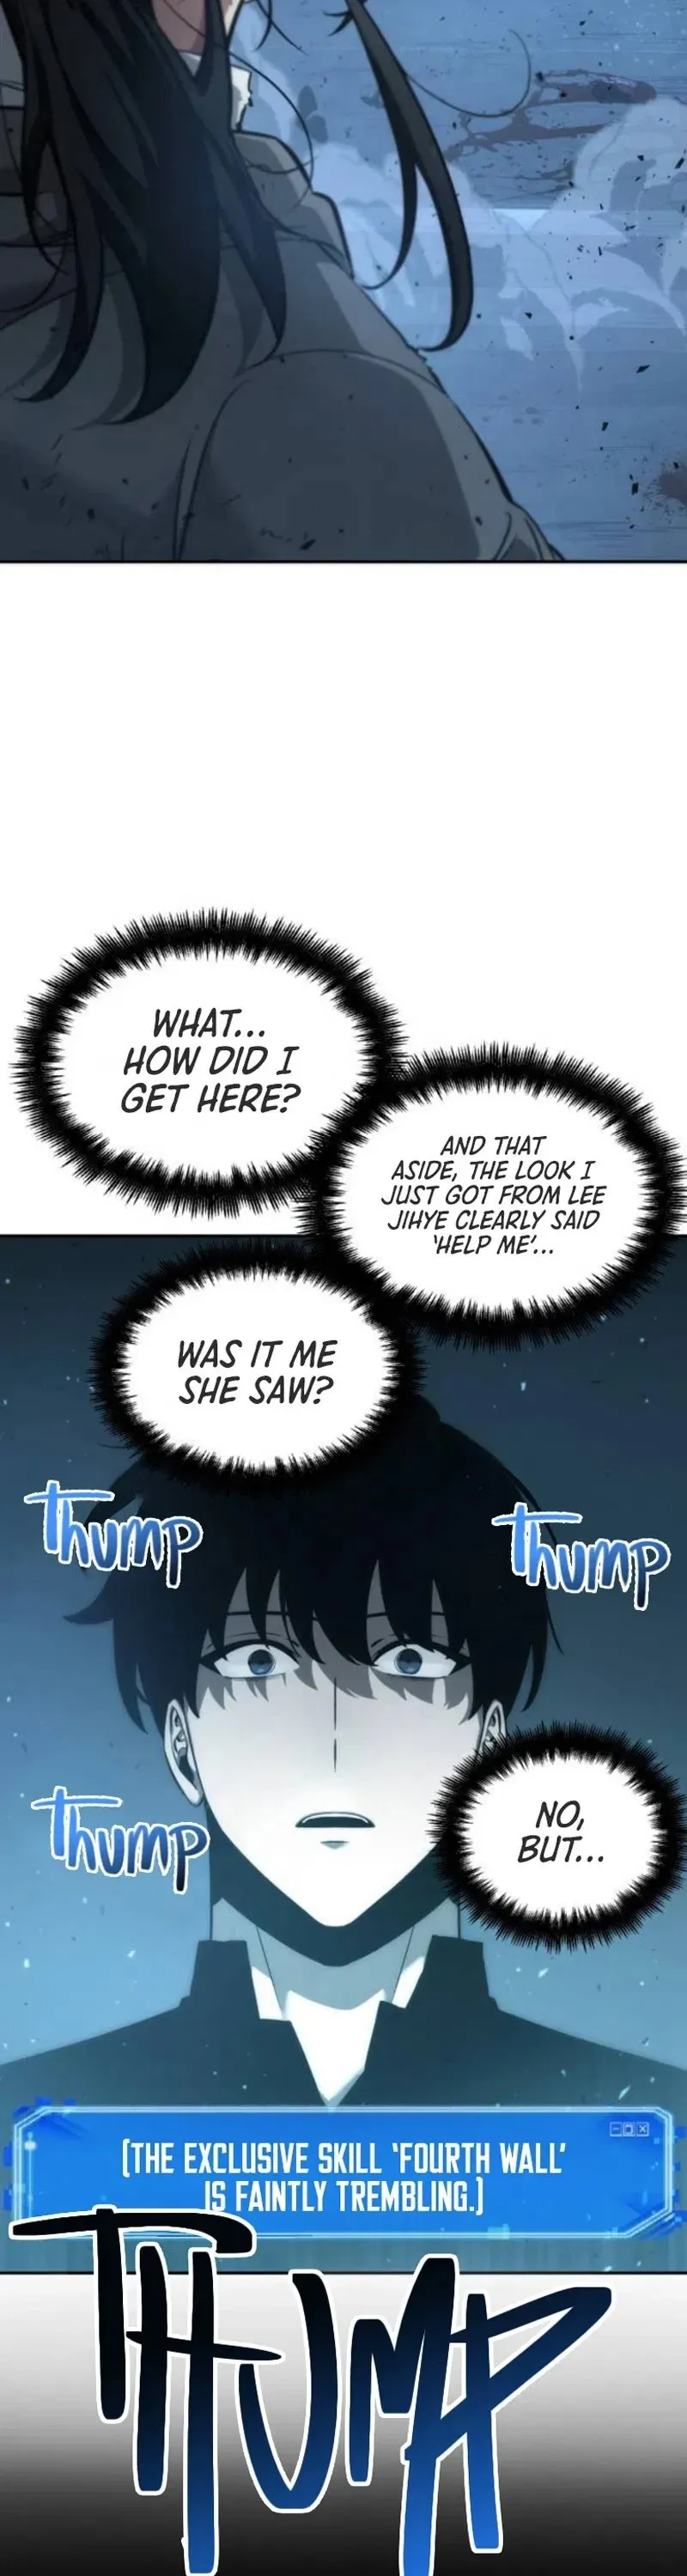 WHAT...
HOW DID I
GET HERE?
AND THAT
ASIDE, THE LOOK I
JUST GOT FROM LEE
JIHYE CLEARLY SAID
'HELP ME'...
WAS IT ME
SHE SAW?
Thump
Thump
NO,
BUT...
Thump
[THE EXCLUSIVE SKILL 'FOURTH WALL'
IS FAINTLY TREMBLING.]
THUMP